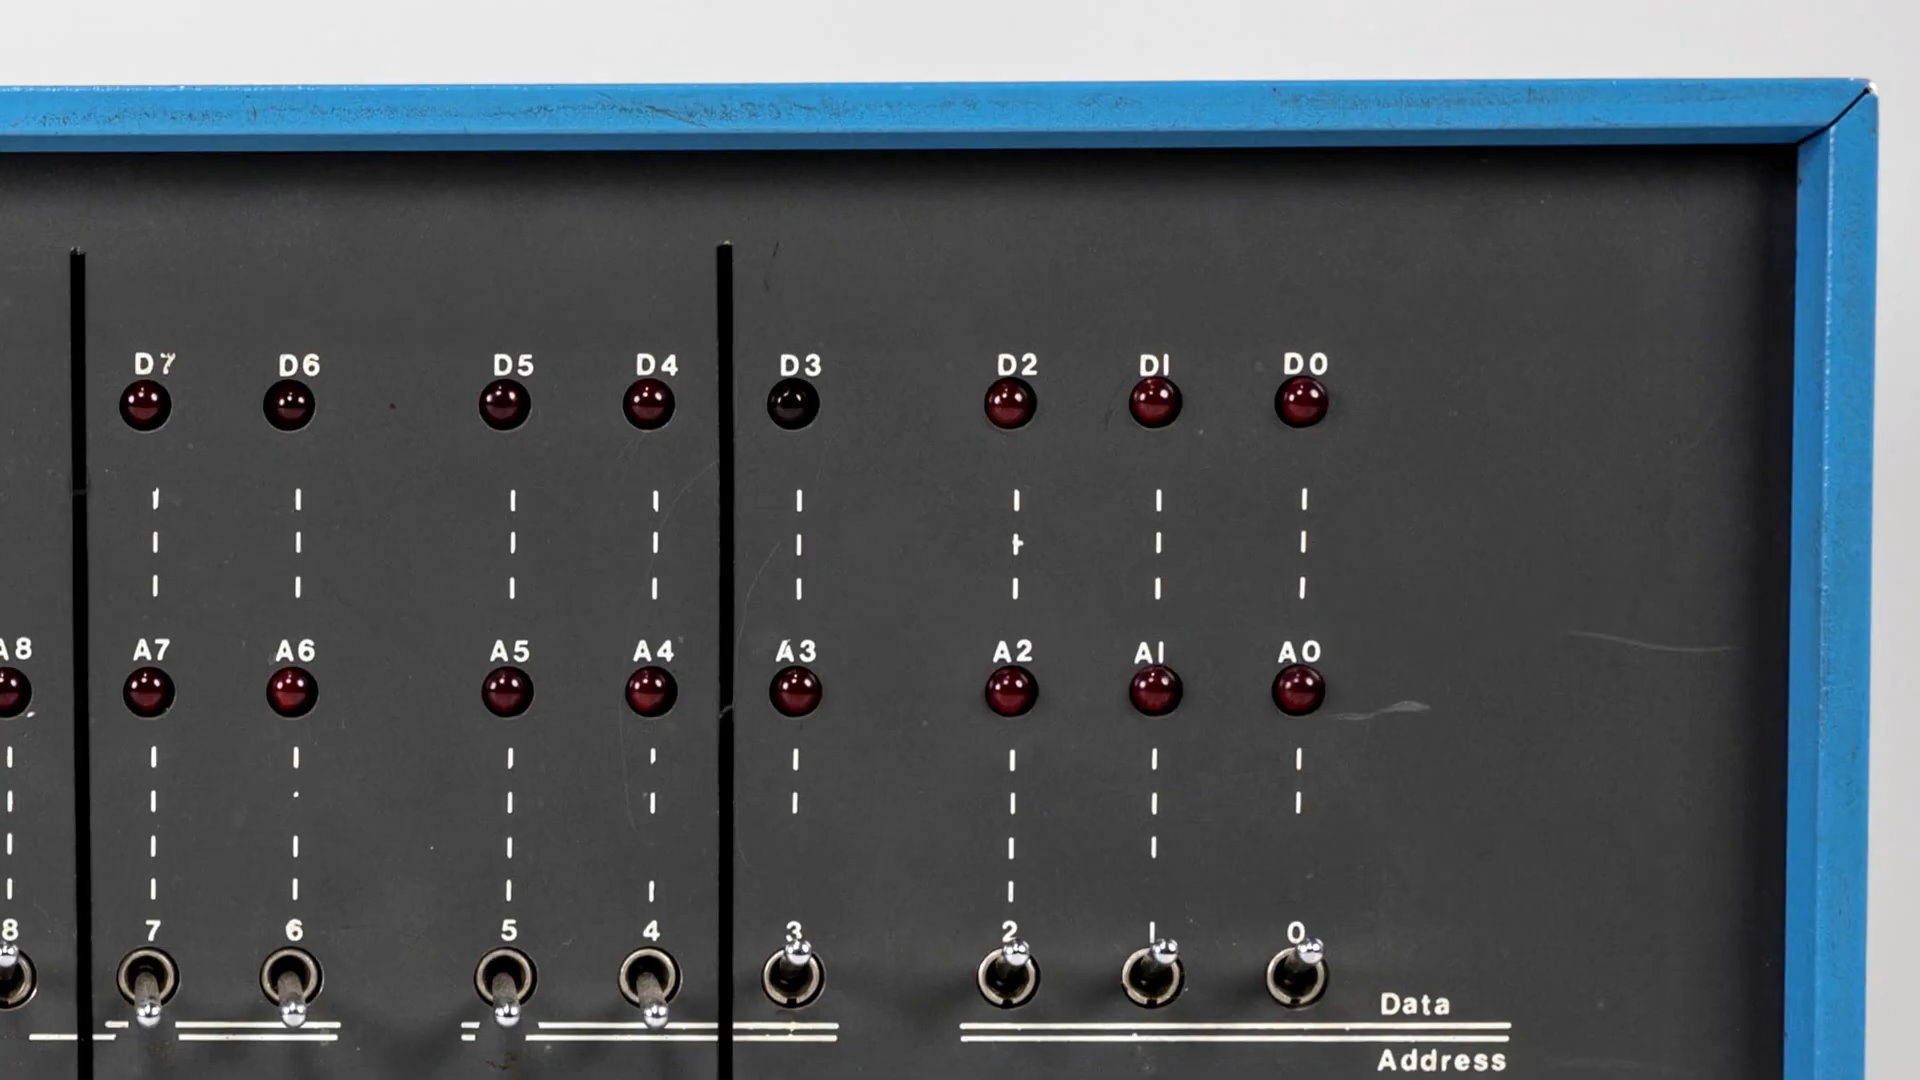 D7 D6 D5 D4 D3 D2 D1 D0
A8 A7 A6 A5 A4 A3 A2 A1 A0
8 7 6 5 4 3 2 1 0
Data
Address